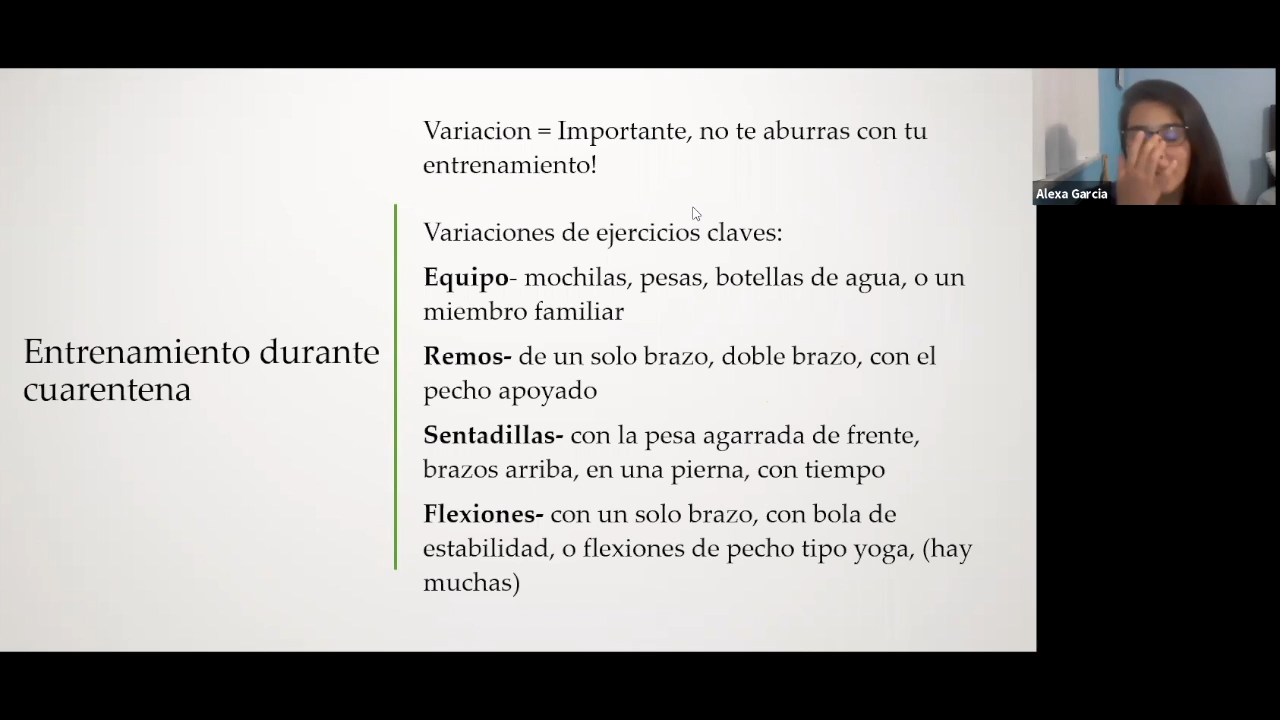 Entrenamiento durante
cuarentena
Variacion = Importante, no te aburras con tu
entrenamiento!
Variaciones de ejercicios claves:
Equipo- mochilas, pesas, botellas de agua, o un
miembro familiar
Remos- de un solo brazo, doble brazo, con el
pecho apoyado
Sentadillas- con la pesa agarrada de frente,
brazos arriba, en una pierna, con tiempo
Flexiones- con un solo brazo, con bola de
estabilidad, o flexiones de pecho tipo yoga, (hay
muchas)
Alexa Garcia